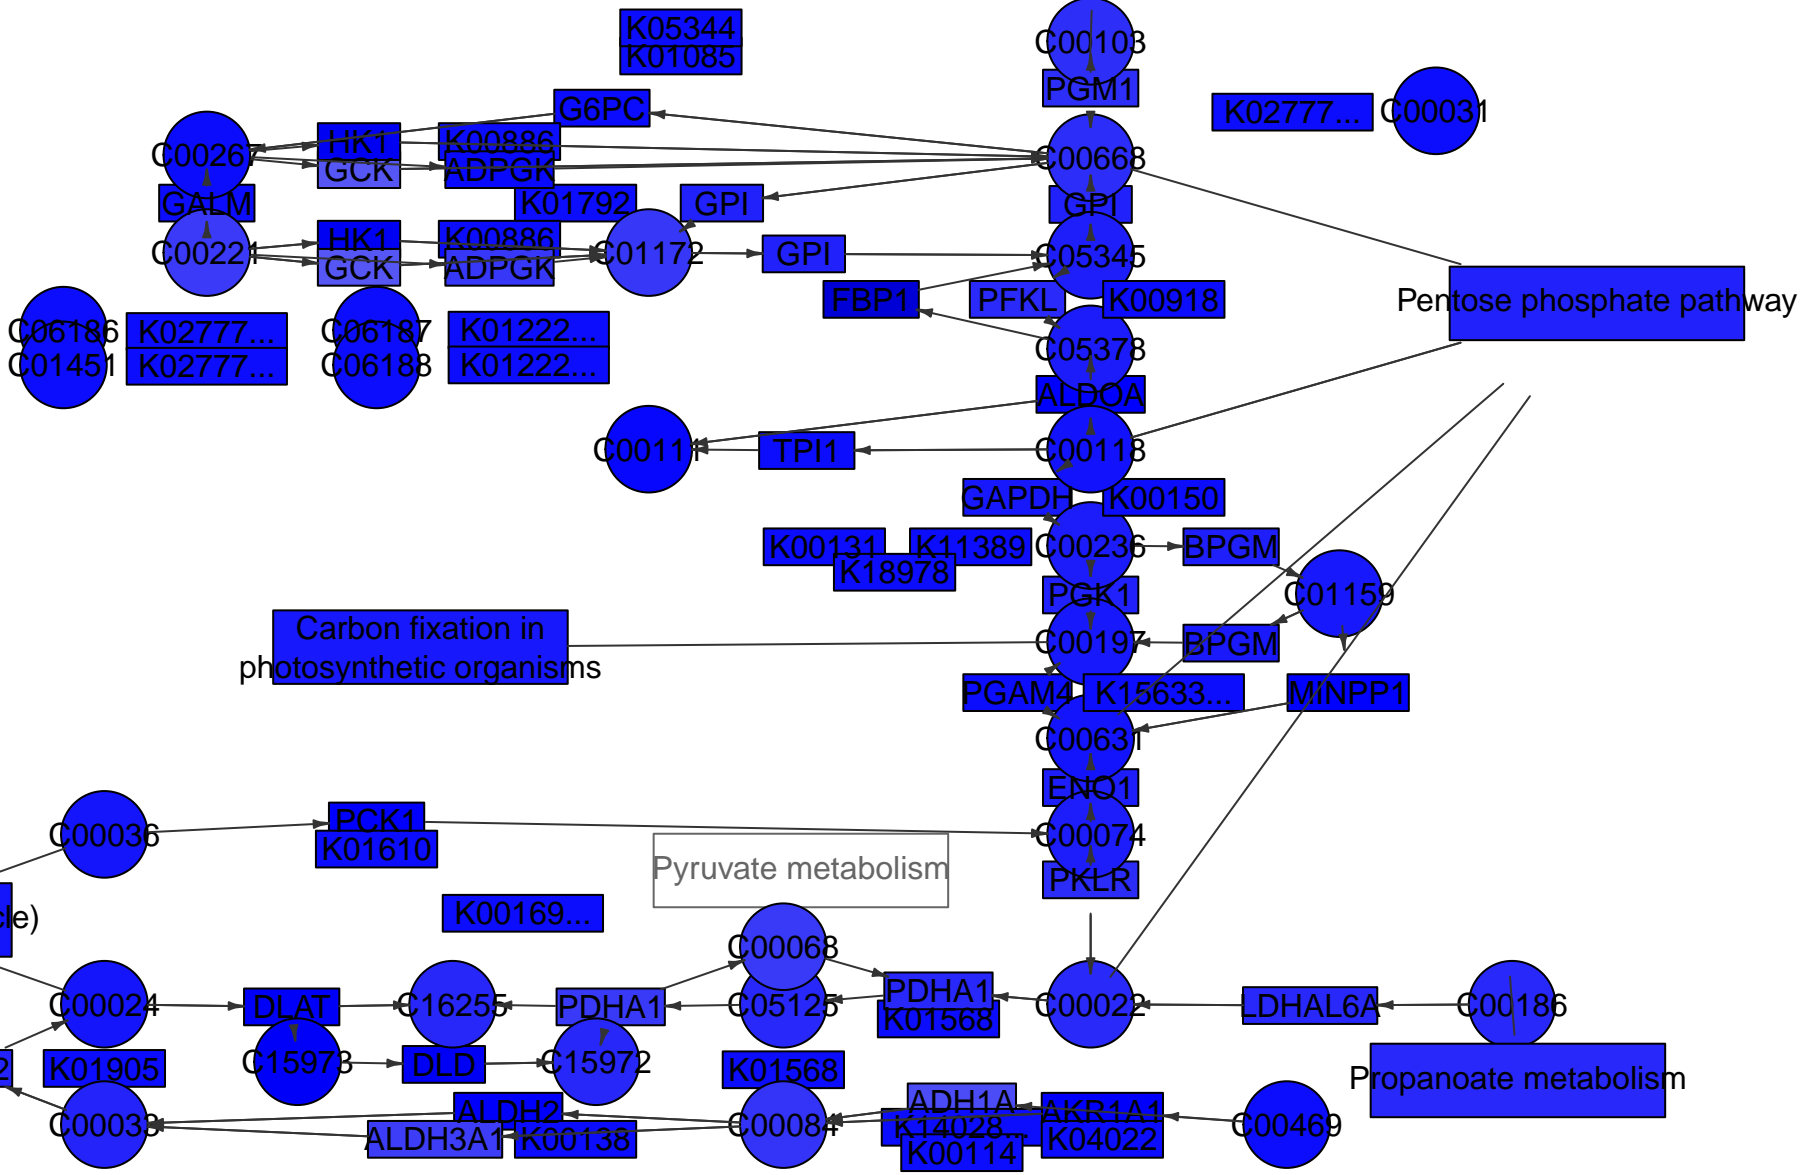 K05344
C00103
K01085
PGM1
G6PC
K02777...
C00031
HK1
K00886
C00267
C00668
GCK
ADPGK
GALM
K01792
GPI
GPI
HK1
K00886
C00221
C01172
GPI
C05345
GCK
ADPGK
FBP1
PFKL
K00918
Pentose phosphate pathway
C06186
K02777...
C06187
K01222...
C05378
C01451
K02777...
C06188
K01222...
ALDOA
C00111
TPI1
C00118
GAPDH
K00150
K00131
K11389
C00236
BPGM
K18978
PGK1
C01159
Carbon fixation in
photosynthetic organisms
C00197
BPGM
PGAM4
K15633...
MINPP1
C00631
ENO1
C00036
PCK1
C00074
K01610
Pyruvate metabolism
PKLR
cle)
K00169...
C00068
C00024
DLAT
C16255
PDHA1
C05125
PDHA1
C00022
LDHAL6A
C00186
K01568
2
K01905
C15973
DLD
C15972
K01568
Propanoate metabolism
C00033
ALDH2
C00084
ADH1A
AKR1A1
C00469
ALDH3A1
K00138
K14028...
K04022
K00114